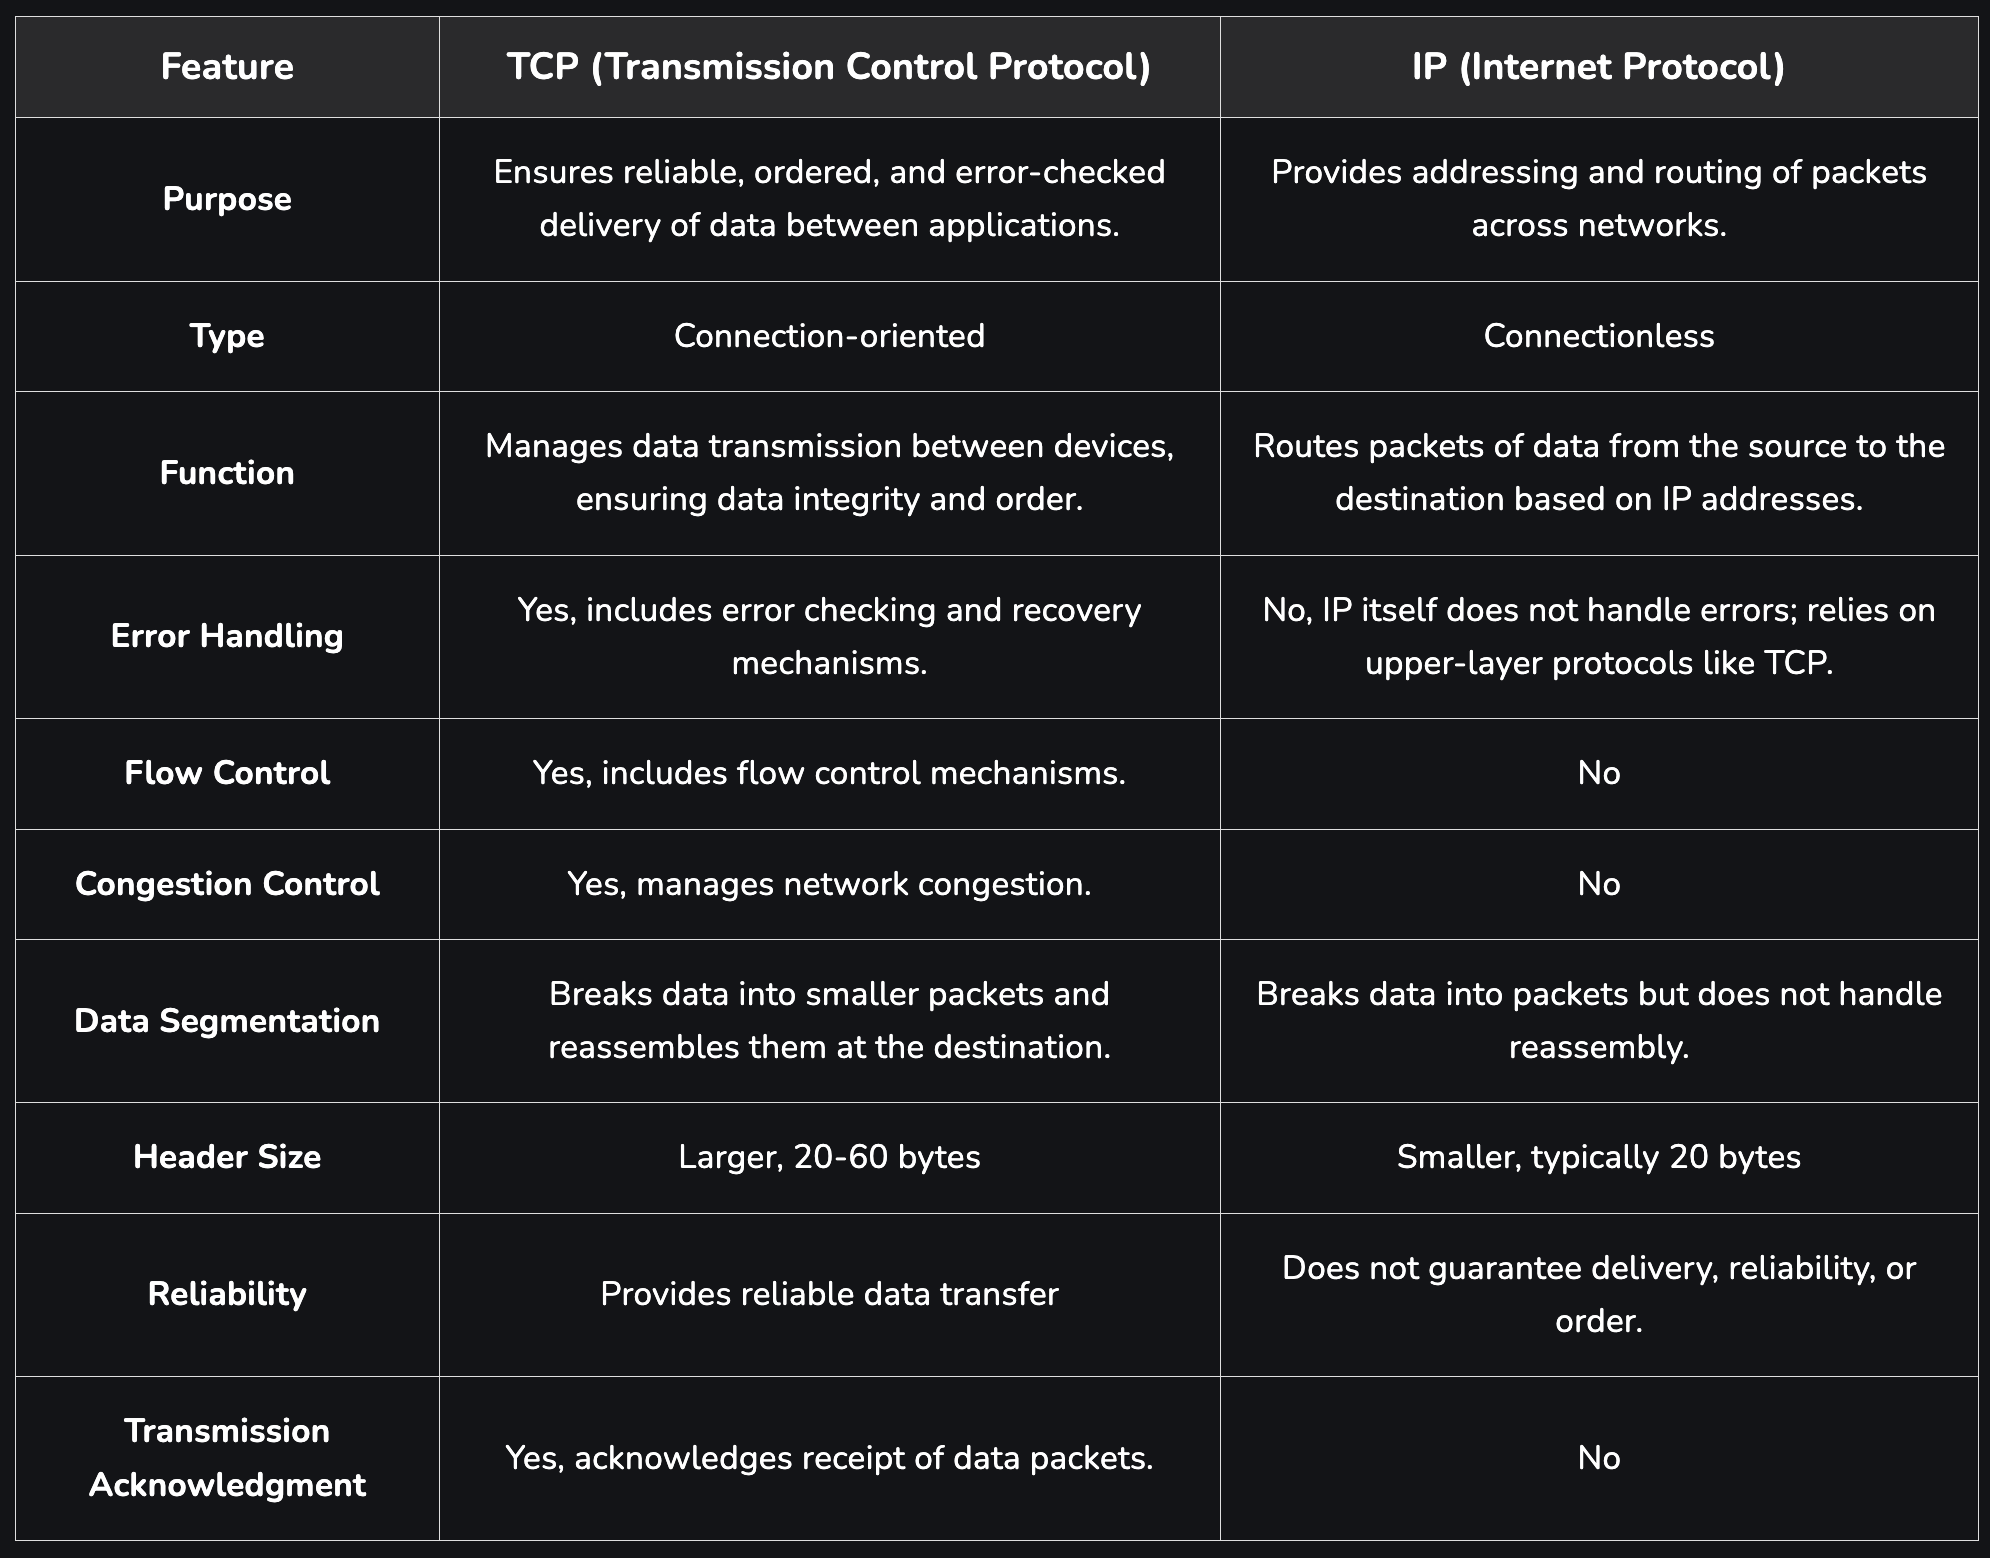 Feature
TCP (Transmission Control Protocol)
IP (Internet Protocol)
Purpose
Ensures reliable, ordered, and error-checked
delivery of data between applications.
Provides addressing and routing of packets
across networks.
Type
Connection-oriented
Connectionless
Function
Manages data transmission between devices,
ensuring data integrity and order.
Routes packets of data from the source to the
destination based on IP addresses.
Error Handling
Yes, includes error checking and recovery
mechanisms.
No, IP itself does not handle errors; relies on
upper-layer protocols like TCP.
Flow Control
Yes, includes flow control mechanisms.
No
Congestion Control
Yes, manages network congestion.
No
Data Segmentation
Breaks data into smaller packets and
reassembles them at the destination.
Breaks data into packets but does not handle
reassembly.
Header Size
Larger, 20-60 bytes
Smaller, typically 20 bytes
Reliability
Provides reliable data transfer
Does not guarantee delivery, reliability, or
order.
Transmission
Acknowledgment
Yes, acknowledges receipt of data packets.
No